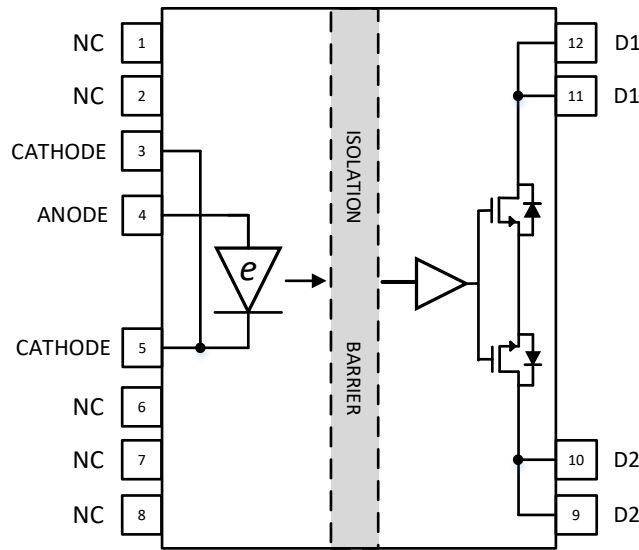 NC 1
NC 2
CATHODE 3
ANODE 4
CATHODE 5
NC 6
NC 7
NC 8
e
ISOLATION BARRIER
12 D1
11 D1
10 D2
9 D2